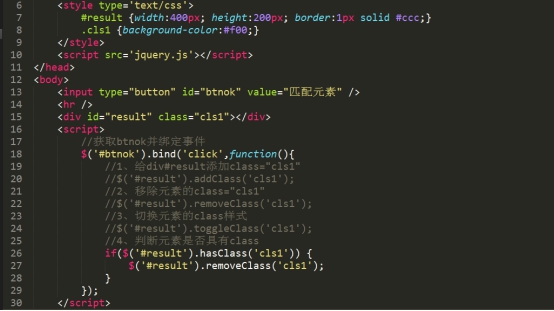 6 <style type='text/css'>
7 #result {width:400px; height:200px; border:1px solid #ccc;}
8 .cls1 {background-color:#f00;}
9 </style>
10 <script src='jquery.js'></script>
11 </head>
12 <body>
13 <input type="button" id="btnok" value="匹配元素" />
14 <hr />
15 <div id="result" class="cls1"></div>
16 <script>
17 //获取btnok并绑定事件
18 $('#btnok').bind('click',function(){
19 //1、给div#result添加class="cls1"
20 //$('#result').addClass('cls1');
21 //2、移除元素的class="cls1"
22 //$('#result').removeClass('cls1');
23 //3、切换元素的class样式
24 //$('#result').toggleClass('cls1');
25 //4、判断元素是否具有class
26 if($('#result').hasClass('cls1')) {
27 $('#result').removeClass('cls1');
28 }
29 });
30 </script>